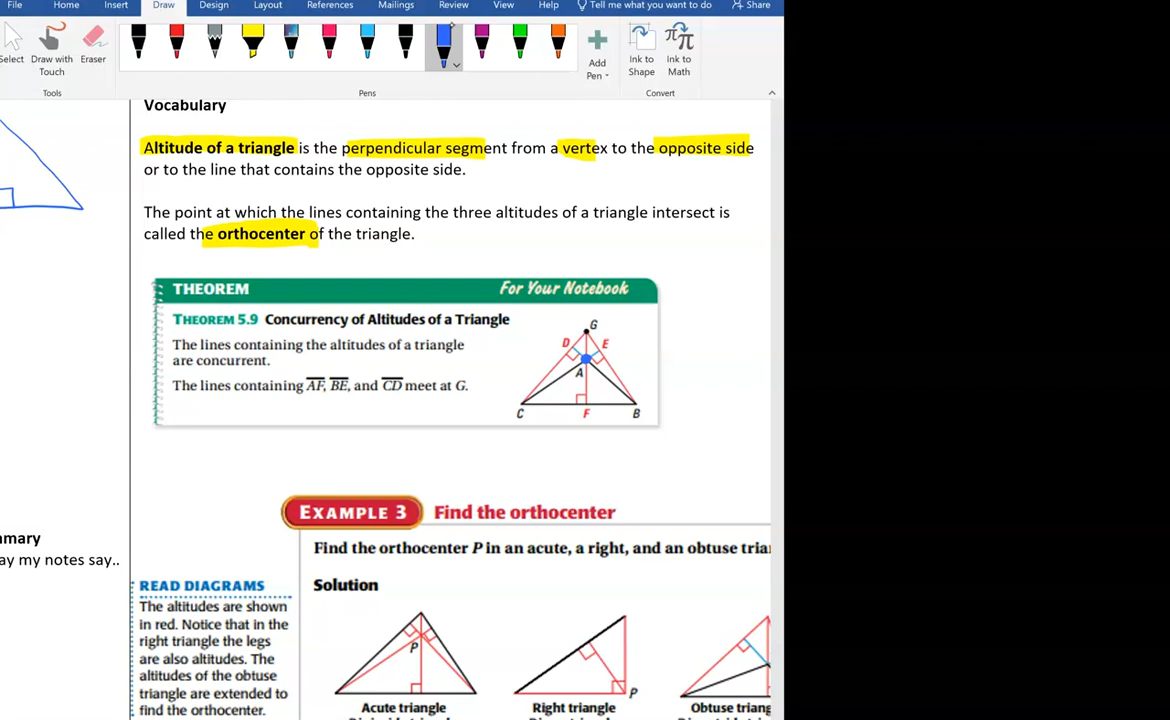 File Home Insert Draw Design Layout References Mailings Review View Help Tell me what you want to do Share
Select Draw with Touch Eraser Add Pen Ink to Shape Ink to Math
Tools Pens Convert
Vocabulary
Altitude of a triangle is the perpendicular segment from a vertex to the opposite side
or to the line that contains the opposite side.
The point at which the lines containing the three altitudes of a triangle intersect is
called the orthocenter of the triangle.
THEOREM For Your Notebook
THEOREM 5.9 Concurrency of Altitudes of a Triangle
The lines containing the altitudes of a triangle
are concurrent.
The lines containing AF, BE, and CD meet at G.
G
D E
A
C F B
EXAMPLE 3 Find the orthocenter
Find the orthocenter P in an acute, a right, and an obtuse tria
mmary
ay my notes say..
READ DIAGRAMS
The altitudes are shown
in red. Notice that in the
right triangle the legs
are also altitudes. The
altitudes of the obtuse
triangle are extended to
find the orthocenter.
Solution
P
P
Acute triangle Right triangle Obtuse triang